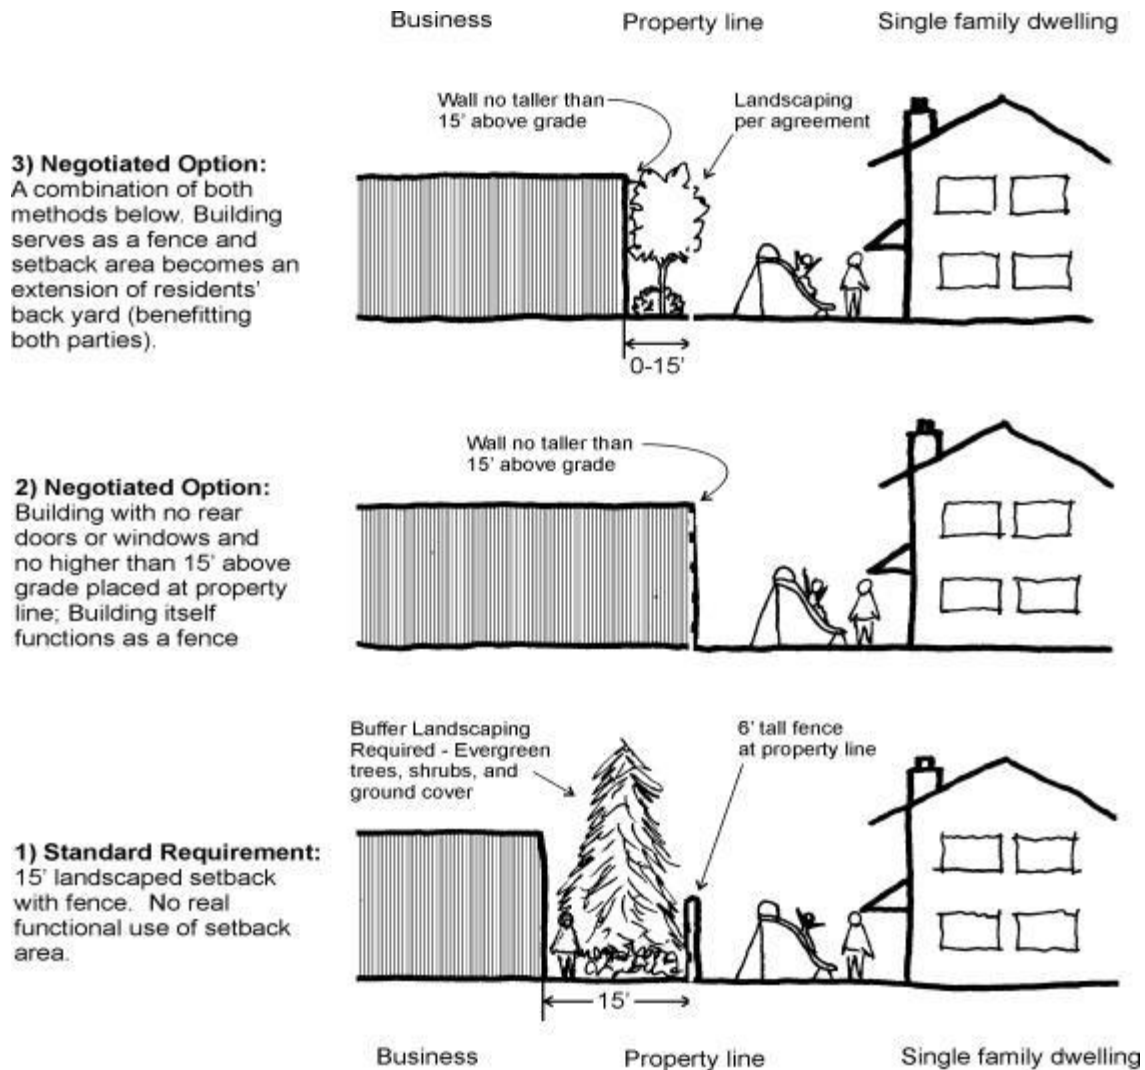 Business
Property line
Single family dwelling
Wall no taller than
15' above grade
Landscaping
per agreement
3) Negotiated Option:
A combination of both
methods below. Building
serves as a fence and
setback area becomes an
extension of residents'
back yard (benefitting
both parties).
0-15'
Wall no taller than
15' above grade
2) Negotiated Option:
Building with no rear
doors or windows and
no higher than 15' above
grade placed at property
line; Building itself
functions as a fence
Buffer Landscaping
Required - Evergreen
trees, shrubs, and
ground cover
6' tall fence
at property line
1) Standard Requirement:
15' landscaped setback
with fence. No real
functional use of setback
area.
15'
Business
Property line
Single family dwelling